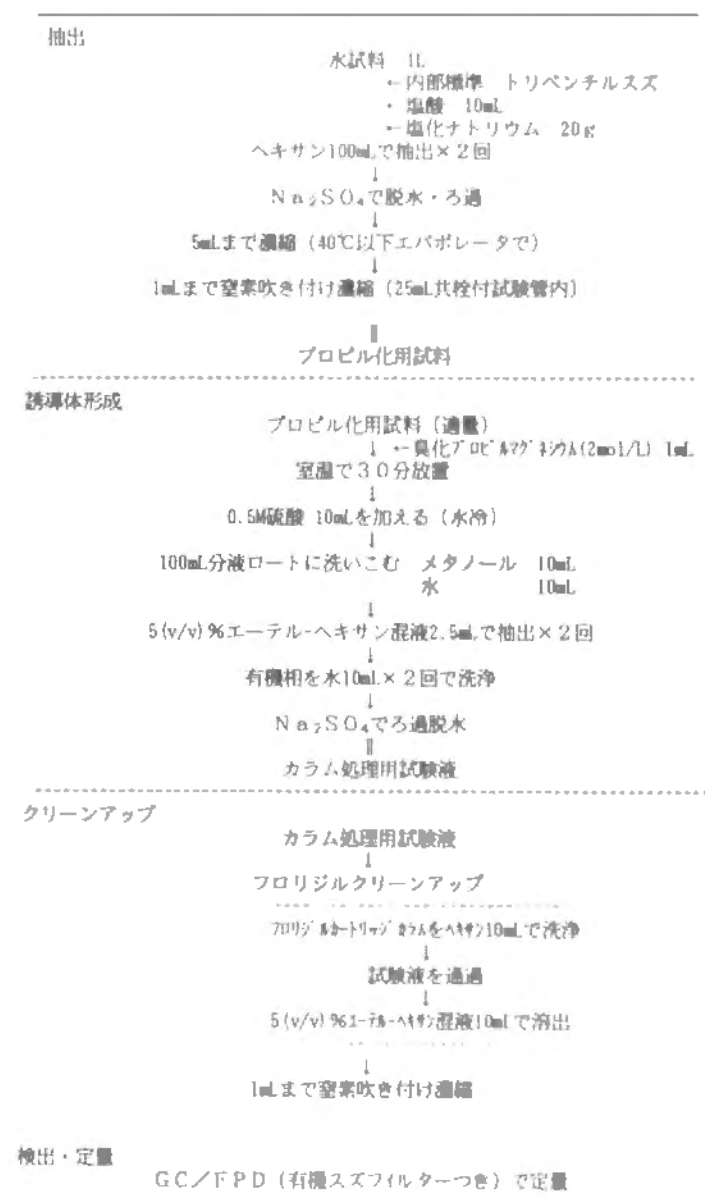 抽出
水試料 1L
←内部標準 トリペンチルスズ
・塩酸 10mL
←塩化ナトリウム 20g
ヘキサン100mLで抽出×2回
↓
Na₂SO₄で脱水・ろ過
↓
5mLまで濃縮(40℃以下エバポレータで)
↓
1mLまで窒素吹き付け濃縮(25mL共栓付試験管内)
∥
プロピル化用試料
誘導体形成
プロピル化用試料(適量)
↓ ←臭化プロピルマグネシウム(2mol/L) 1mL
室温で30分放置
↓
0.5M硫酸 10mLを加える(水冷)
↓
100mL分液ロートに洗いこむ メタノール 10mL
水 10mL
↓
5(v/v)%エーテル-ヘキサン混液2.5mLで抽出×2回
↓
有機相を水10mL×2回で洗浄
↓
Na₂SO₄でろ過脱水
∥
カラム処理用試験液
クリーンアップ
カラム処理用試験液
↓
フロリジルクリーンアップ
フロリジルカートリッジカラムをヘキサン10mLで洗浄
↓
試験液を通過
↓
5(v/v)%エーテル-ヘキサン混液10mLで溶出
↓
1mLまで窒素吹き付け濃縮
検出・定量
GC/FPD(有機スズフィルターつき)で定量